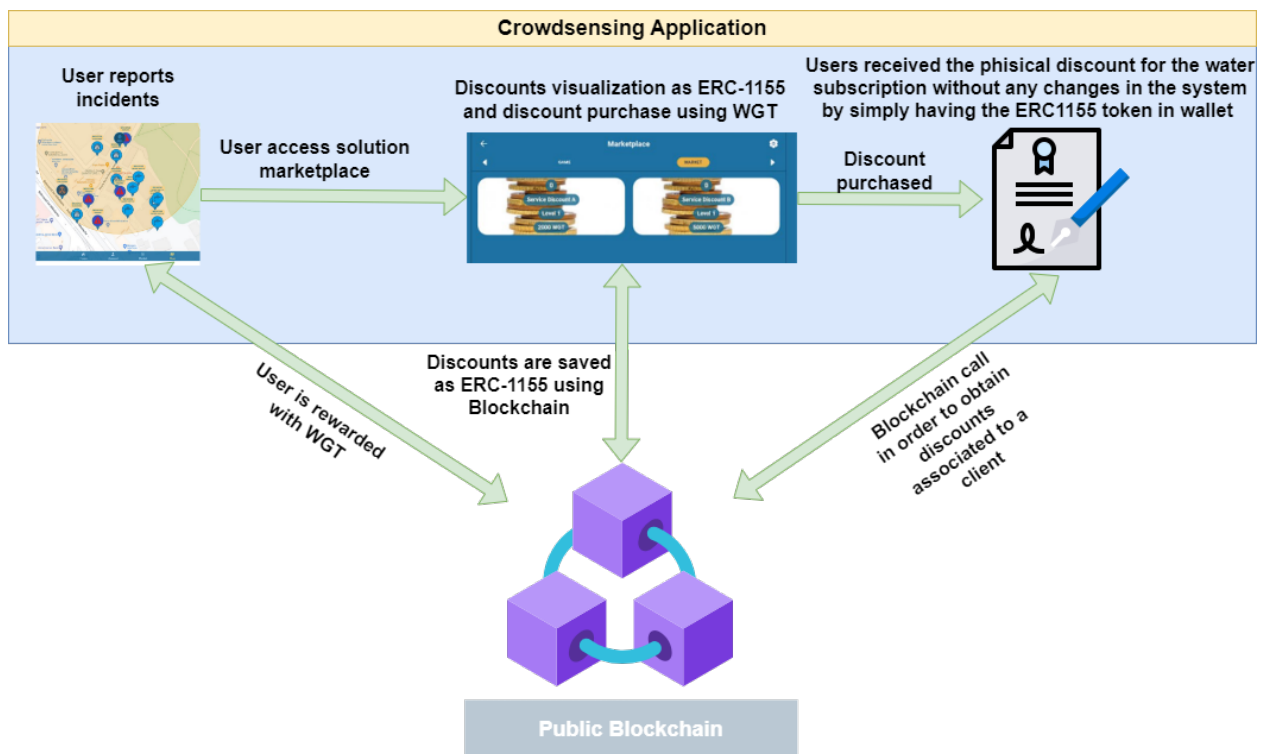 Crowdsensing Application
User reports
incidents
Discounts visualization as ERC-1155
and discount purchase using WGT
Users received the phisical discount for the water
subscription without any changes in the system
by simply having the ERC1155 token in wallet
User access solution
marketplace
Marketplace
MARKET
Service Discount A
Level 1
2000 WGT
Service Discount B
Level 1
5000 WGT
Discount
purchased
User is rewarded
with WGT
Discounts are saved
as ERC-1155 using
Blockchain
Blockchain call
in order to obtain
discounts
associated to a
client
Public Blockchain